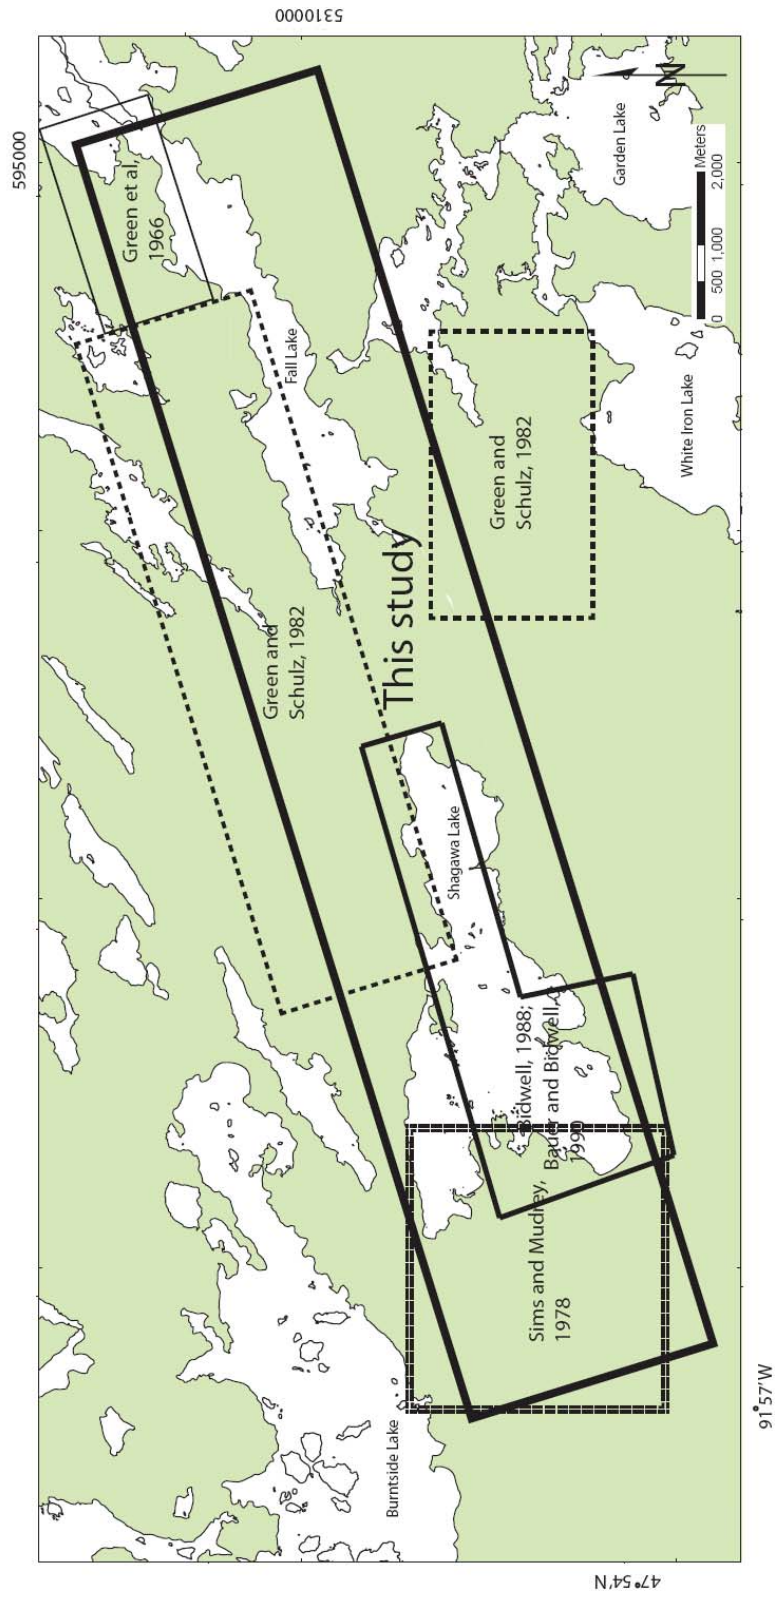 595000
5310000
Green et al,
1966
Fall Lake
Garden Lake
N
0 500 1,000 2,000
Meters
Green and
Schulz, 1982
This study
Green and
Schulz, 1982
White Iron Lake
Shagawa Lake
Bidwell, 1988;
Bauer and Bidwell,
1990
Sims and Mudrey,
1978
Burntside Lake
47°54'N
91°57'W